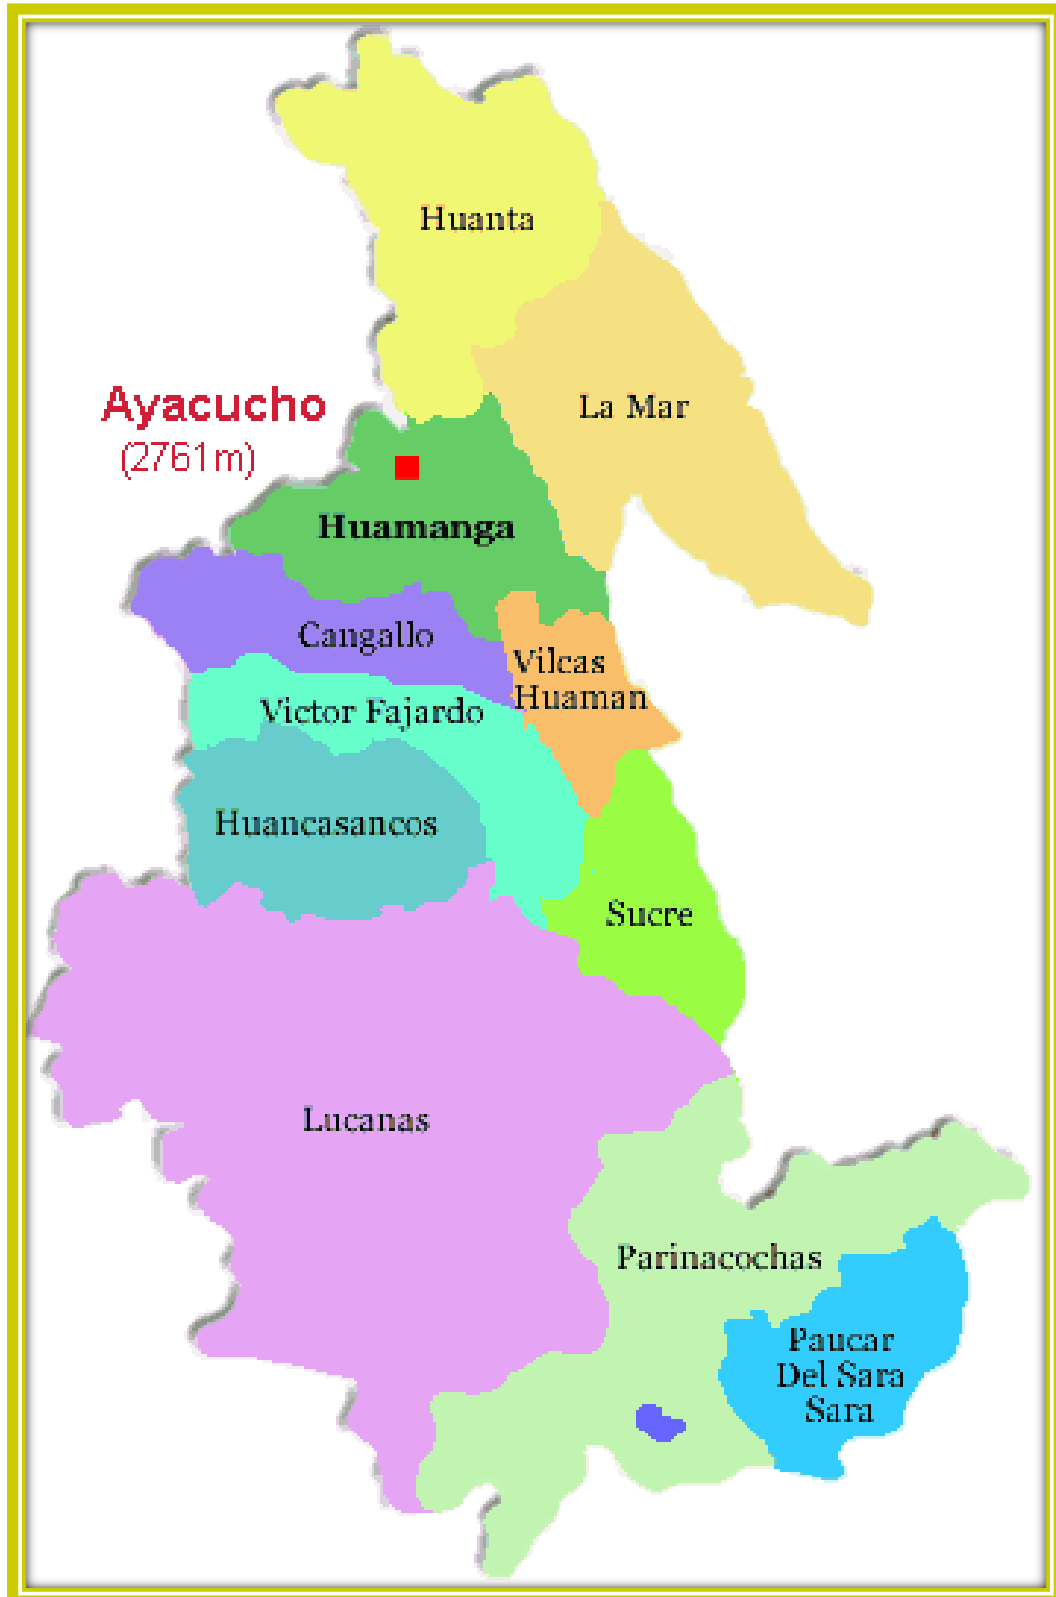 Huanta
La Mar
Ayacucho
(2761m)
Huamanga
Cangallo
Vilcas
Huaman
Victor Fajardo
Huancasancos
Sucre
Lucanas
Parinacochas
Paucar
Del Sara
Sara